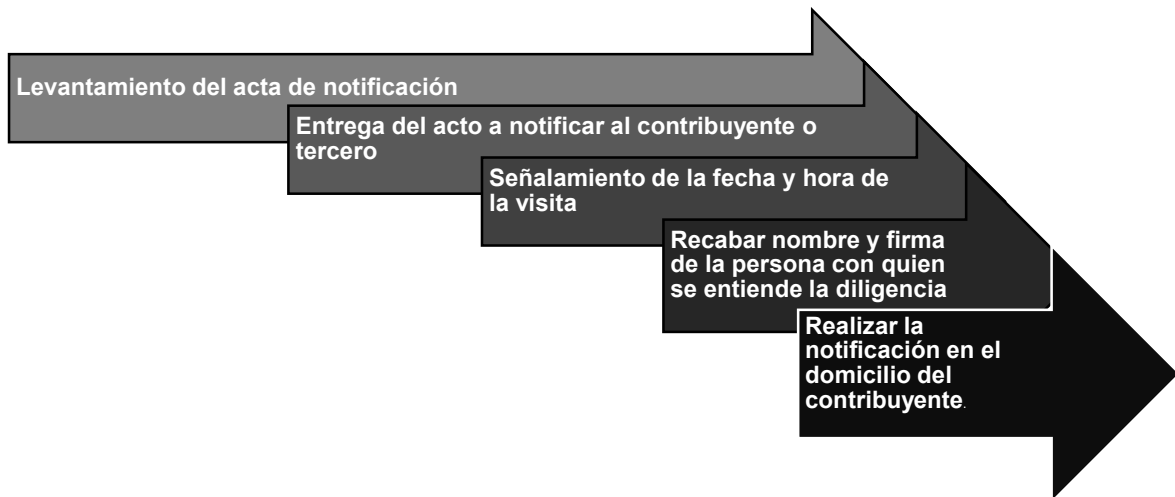 Levantamiento del acta de notificación
Entrega del acto a notificar al contribuyente o
tercero
Señalamiento de la fecha y hora de
la visita
Recabar nombre y firma
de la persona con quien
se entiende la diligencia
Realizar la
notificación en el
domicilio del
contribuyente.